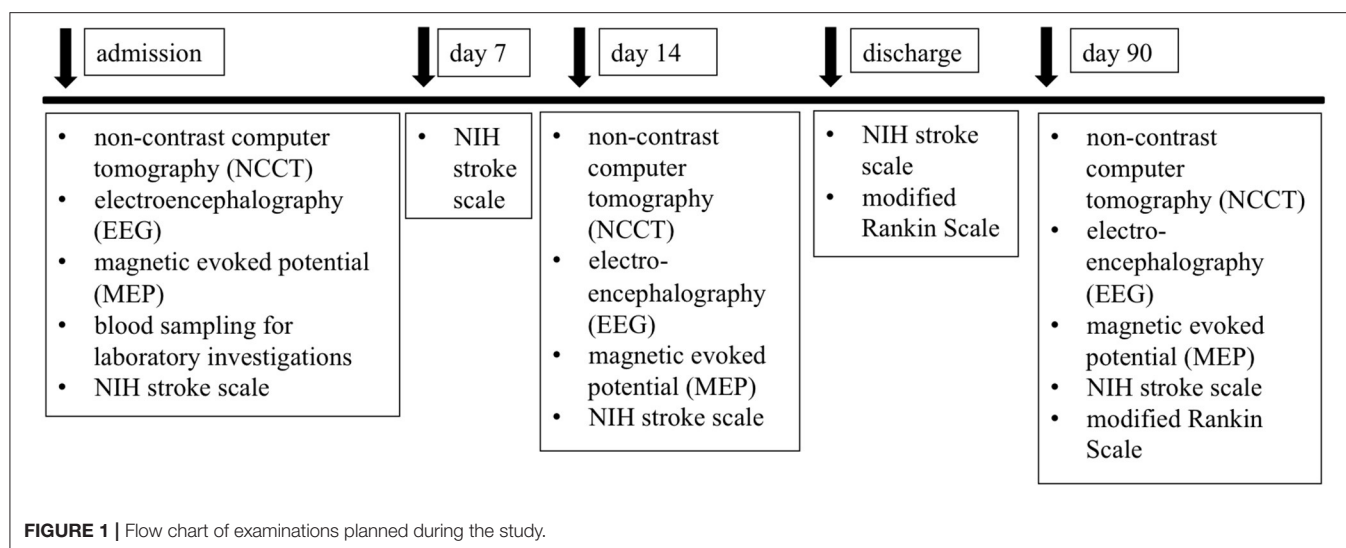 admission
day 7
day 14
discharge
day 90
• non-contrast computer
tomography (NCCT)
• electroencephalography
(EEG)
• magnetic evoked potential
(MEP)
• blood sampling for
laboratory investigations
• NIH stroke scale
• NIH
stroke
scale
• non-contrast
computer
tomography
(NCCT)
• electro-
encephalography
(EEG)
• magnetic evoked
potential (MEP)
• NIH stroke scale
• NIH stroke
scale
• modified
Rankin Scale
• non-contrast
computer
tomography (NCCT)
• electro-
encephalography
(EEG)
• magnetic evoked
potential (MEP)
• NIH stroke scale
• modified Rankin
Scale
FIGURE 1 | Flow chart of examinations planned during the study.